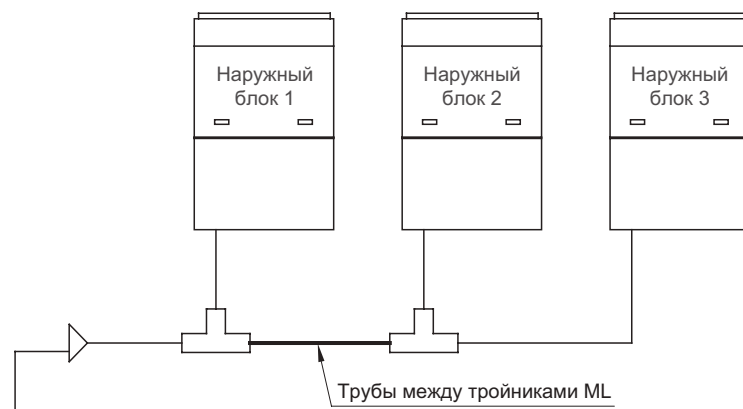 Наружный
блок 1
Наружный
блок 2
Наружный
блок 3
Трубы между тройниками ML